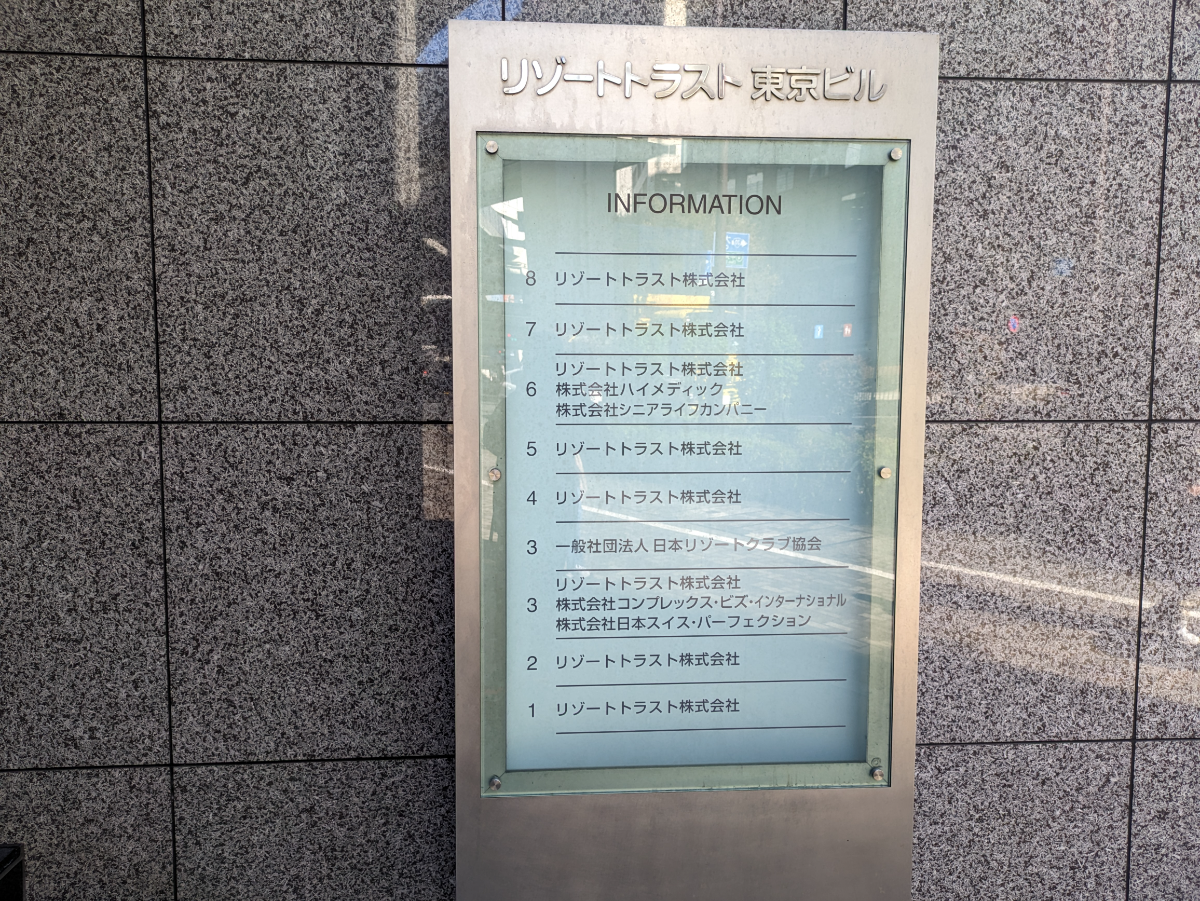 リゾートトラスト 東京ビル
INFORMATION
8 リゾートトラスト株式会社
7 リゾートトラスト株式会社
リゾートトラスト株式会社
6 株式会社ハイメディック
株式会社シニアライフカンパニー
5 リゾートトラスト株式会社
4 リゾートトラスト株式会社
3 一般社団法人 日本リゾートクラブ協会
リゾートトラスト株式会社
3 株式会社コンプレックス・ビズ・インターナショナル
株式会社日本スイス・パーフェクション
2 リゾートトラスト株式会社
1 リゾートトラスト株式会社